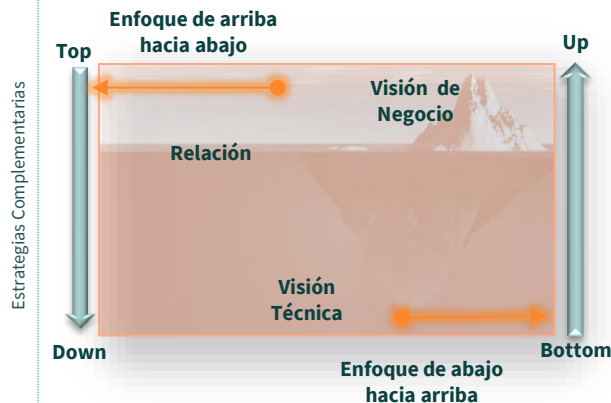 Estrategias Complementarias
Enfoque de arriba
hacia abajo
Top
Up
Visión de
Negocio
Relación
Visión
Técnica
Down
Bottom
Enfoque de abajo
hacia arriba